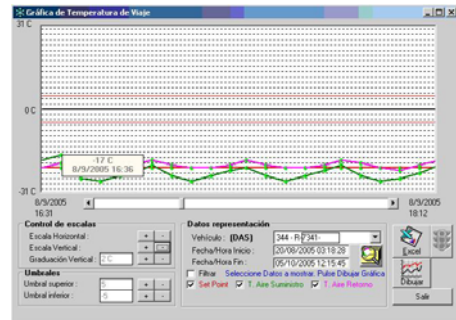 Gráfica de Temperatura de Viaje
31 C
0 C
-17 C
8/9/2005 16:36
-31 C
8/9/2005
16:31
8/9/2005
18:12
Control de escalas
Escala Horizontal :
+ -
Escala Vertical :
+ -
Graduación Vertical :
2 C
+ -
Umbrales
Umbral superior :
5
+ -
Umbral inferior :
-5
+ -
Datos representación
Vehículo : (DAS)
344 - R-7341-
Fecha/Hora Inicio :
20/08/2005 03:18:28
Fecha/Hora Fin :
05/10/2005 12:15:45
Filtrar Seleccione Datos a mostrar. Pulse Dibujar Gráfica
Set Point T. Aire Suministro T. Aire Retorno
Excel
Dibujar
Salir